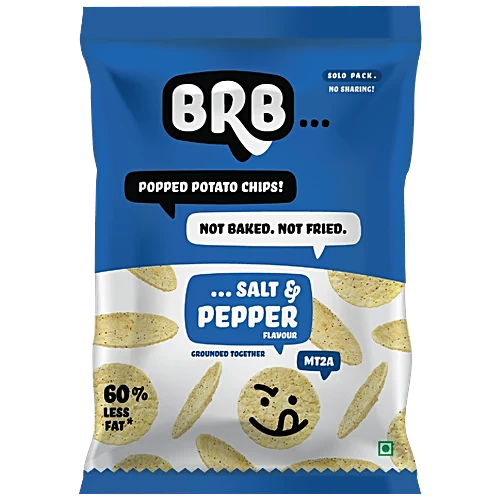 SOLO PACK.
NO SHARING!
BRB...
POPPED POTATO CHIPS!
NOT BAKED. NOT FRIED.
...SALT &
PEPPER
FLAVOUR
GROUNDED TOGETHER
MT2A
60%
LESS
FAT*